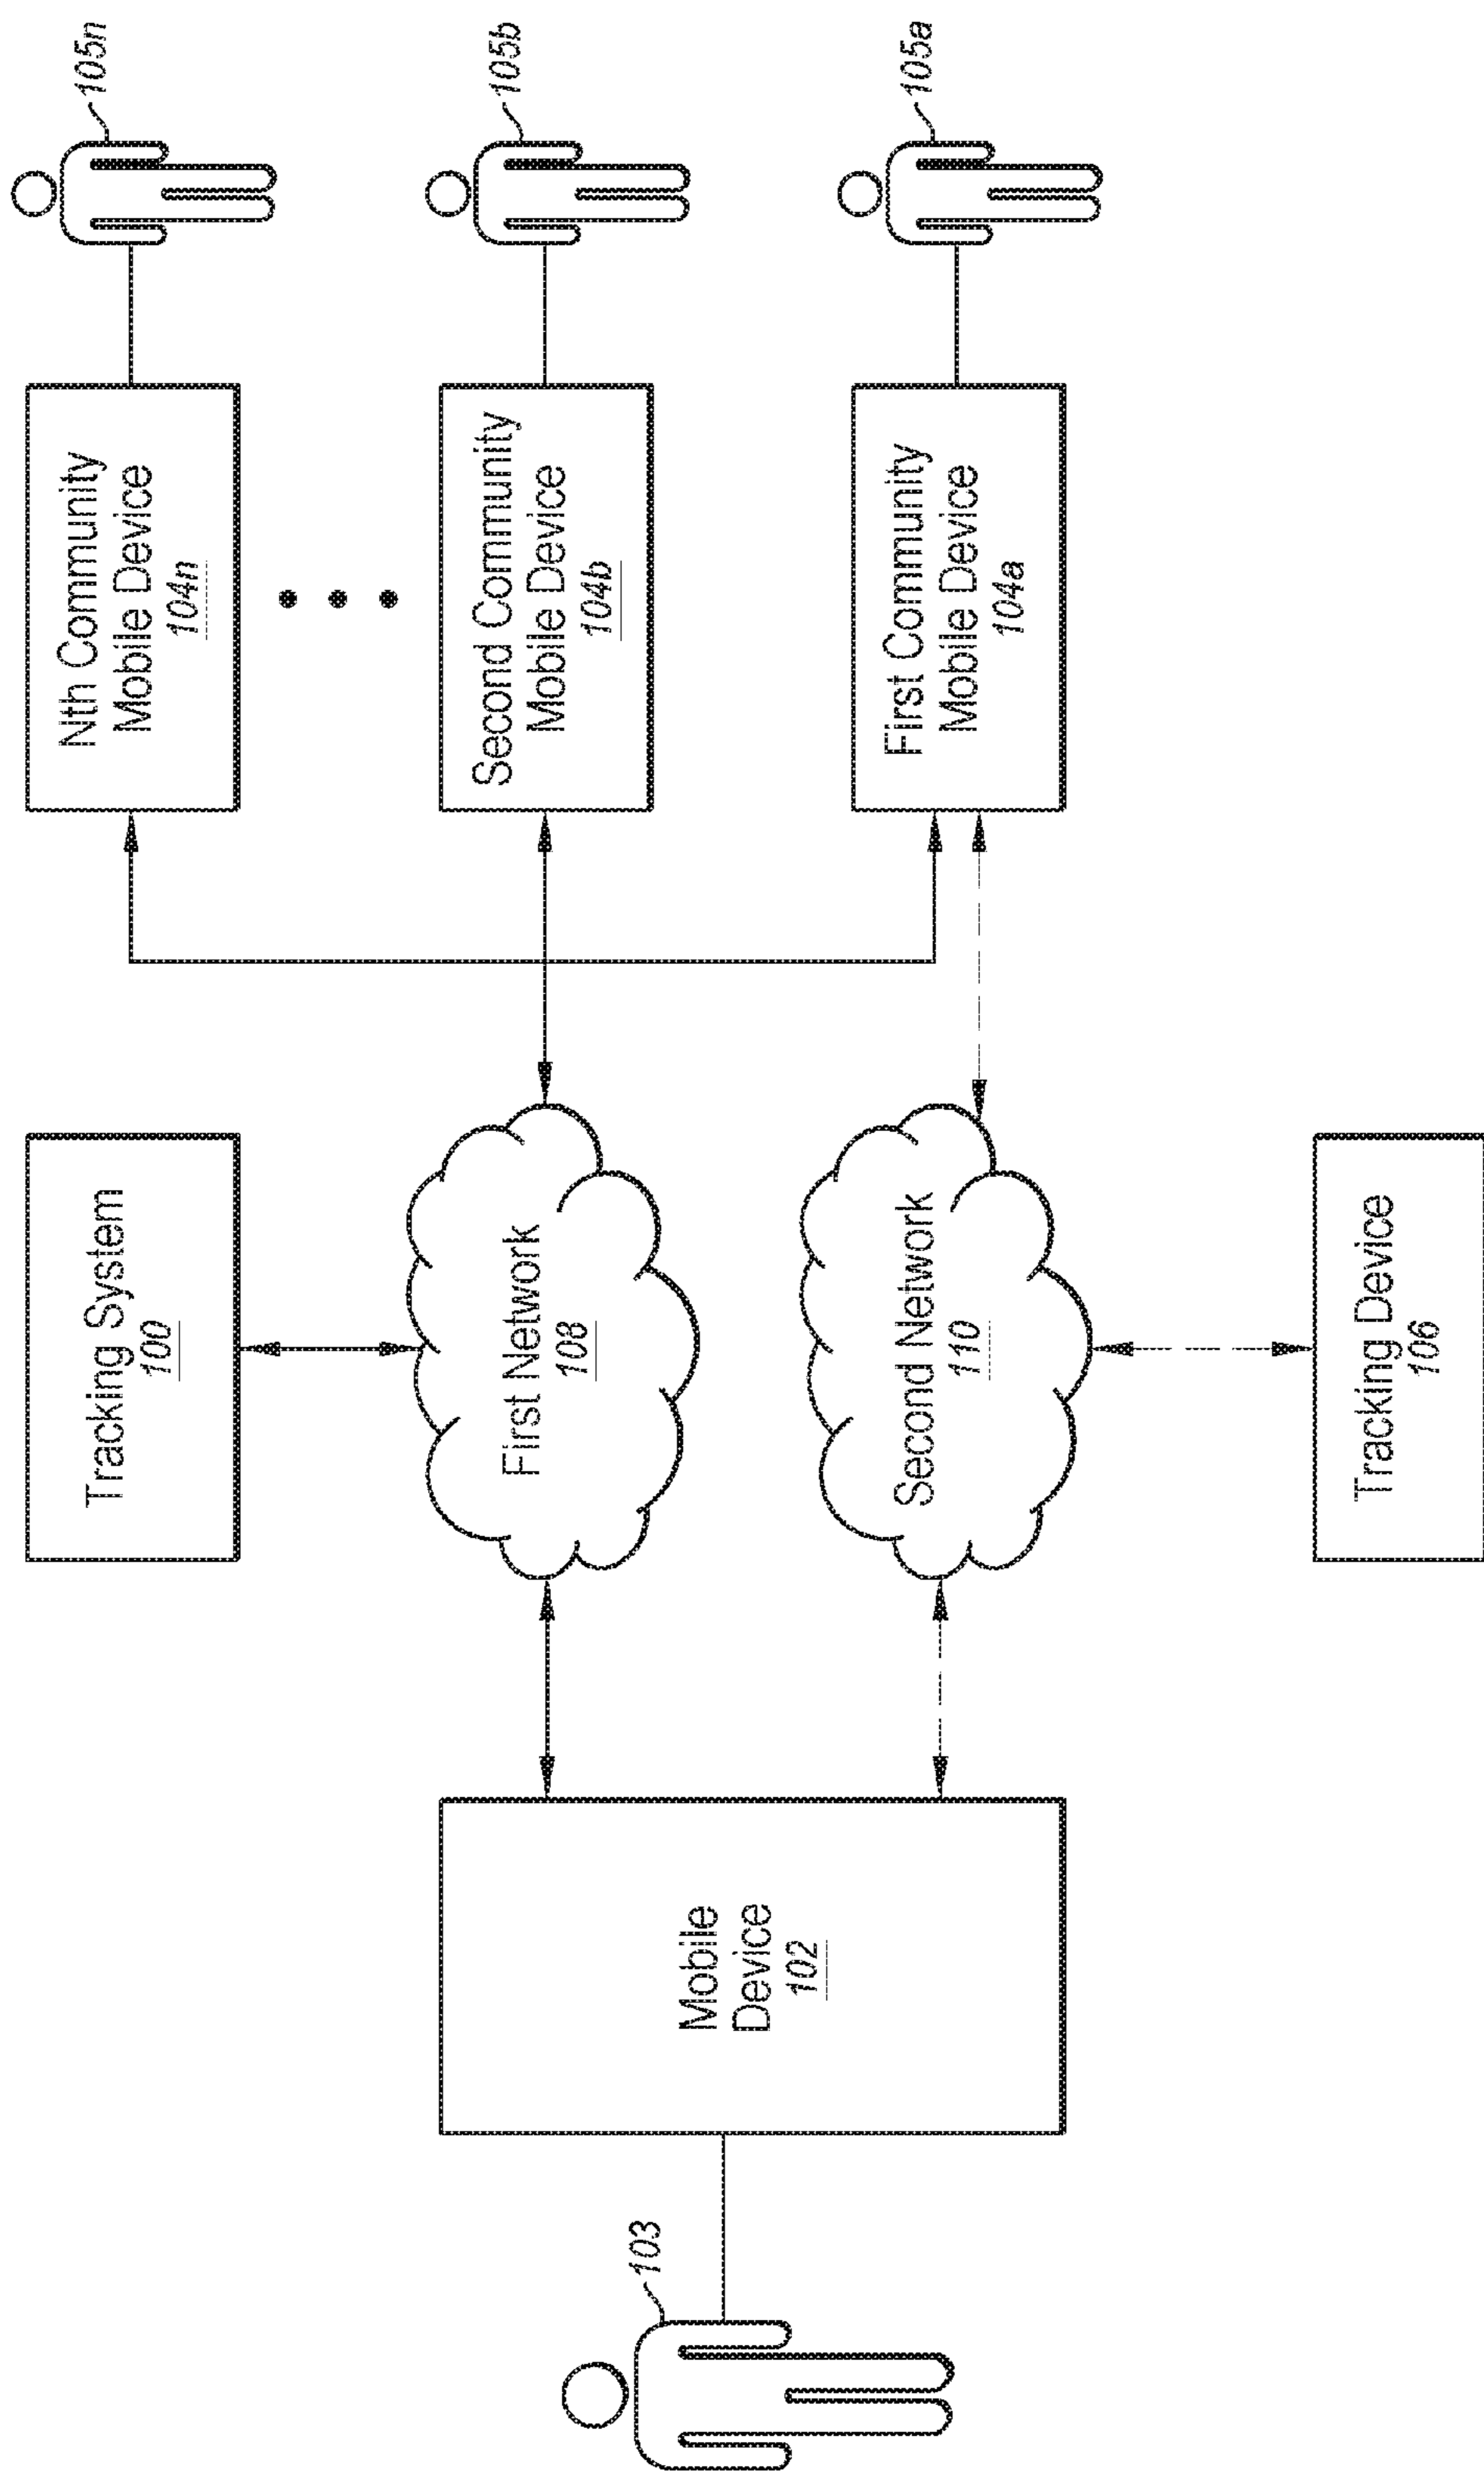 Tracking System
100
Nth Community
Mobile Device
104n
105n
103
Mobile
Device
102
First Network
108
Second Community
Mobile Device
104b
105b
Second Network
110
First Community
Mobile Device
104a
105a
Tracking Device
106